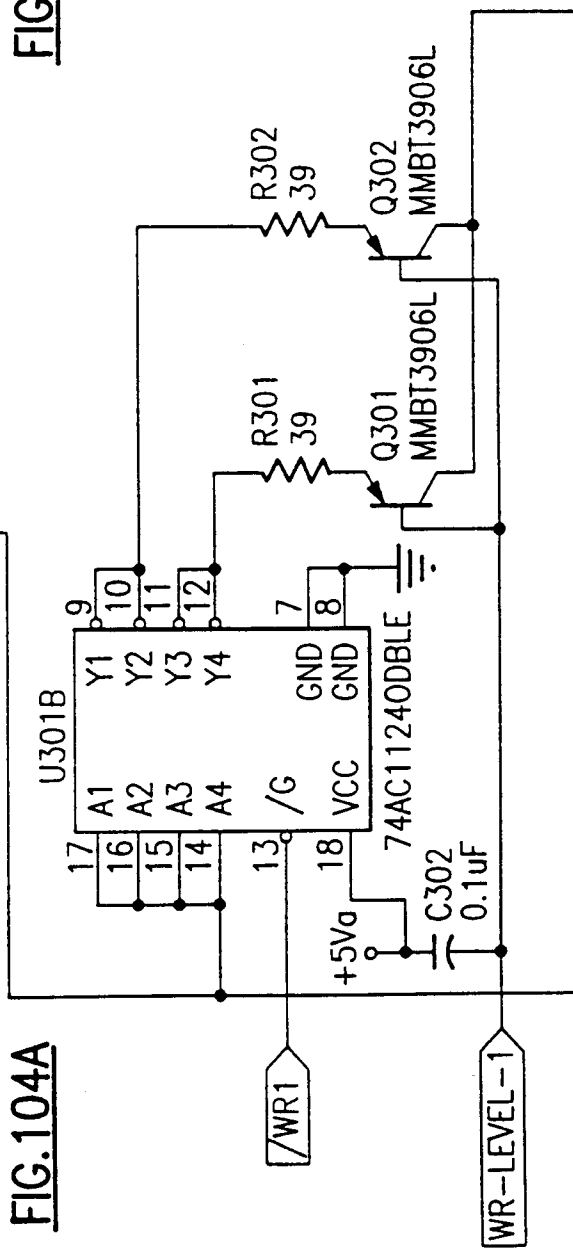 FIG.104A
FIG
U301B
17 A1 Y1 9
16 A2 Y2 10
15 A3 Y3 11
14 A4 Y4 12
13 /G
GND 7
18 VCC GND 8
74AC11240DBLE
/WR1
+5Va
C302
0.1uF
WR-LEVEL-1
R301
39
Q301
MMBT3906L
R302
39
Q302
MMBT3906L